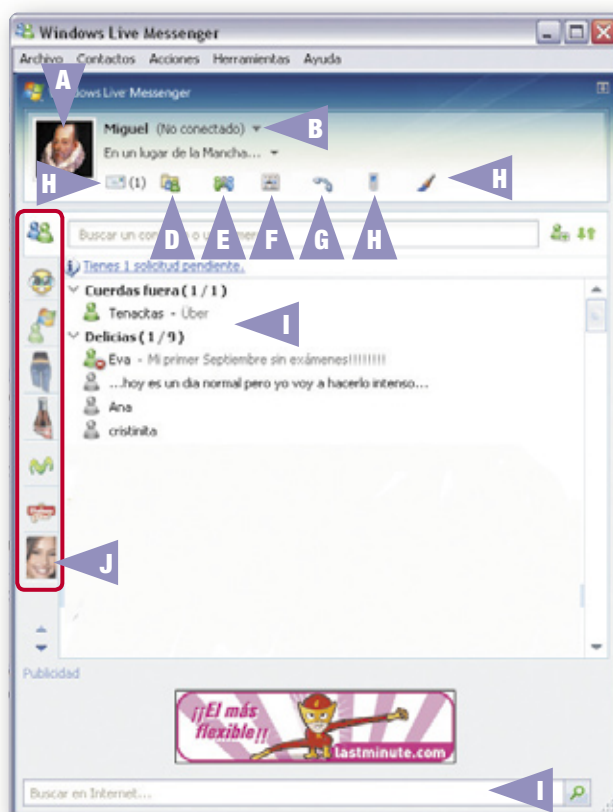 Windows Live Messenger
Archivo Contactos Acciones Herramientas Ayuda
A
Windows Live Messenger
Miguel (No conectado)
B
En un lugar de la Mancha...
H
(1)
H
D
E
F
G
H
Buscar un
Tienes 1 solicitud pendiente.
Cuerdas fuera (1 / 1)
Tenacitas - Über
I
Delicias (1 / 9)
Eva - Mi primer Septiembre sin exámenes!!!!!!!!!
...hoy es un dia normal pero yo voy a hacerlo intenso...
Ana
cristinita
J
Publicidad
¡¡El más
flexible!!
lastminute.com
Buscar en Internet...
I